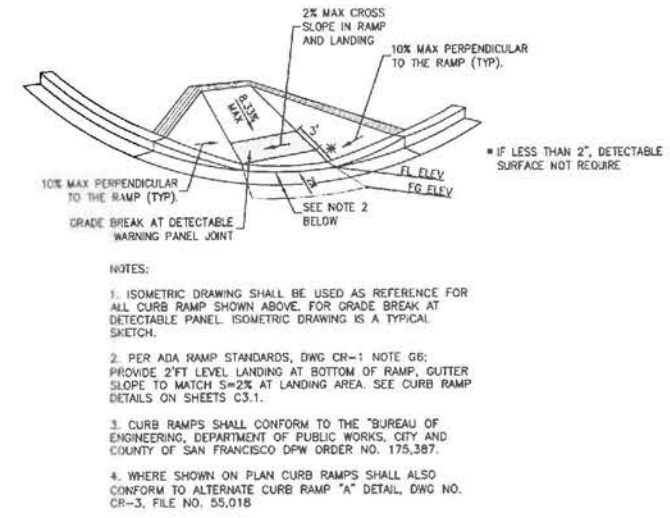 2% MAX CROSS
SLOPE IN RAMP
AND LANDING
10% MAX PERPENDICULAR
TO THE RAMP (TYP).
8.33%
MAX
3'
*
* IF LESS THAN 2", DETECTABLE
SURFACE NOT REQUIRE
FL ELEV
FG ELEV
2%
10% MAX PERPENDICULAR
TO THE RAMP (TYP).
SEE NOTE 2
BELOW
GRADE BREAK AT DETECTABLE
WARNING PANEL JOINT
NOTES:
1. ISOMETRIC DRAWING SHALL BE USED AS REFERENCE FOR
ALL CURB RAMP SHOWN ABOVE. FOR GRADE BREAK AT
DETECTABLE PANEL. ISOMETRIC DRAWING IS A TYPICAL
SKETCH.
2. PER ADA RAMP STANDARDS, DWG CR-1 NOTE G6;
PROVIDE 2'FT LEVEL LANDING AT BOTTOM OF RAMP, GUTTER
SLOPE TO MATCH S=2% AT LANDING AREA. SEE CURB RAMP
DETAILS ON SHEETS C3.1.
3. CURB RAMPS SHALL CONFORM TO THE "BUREAU OF
ENGINEERING, DEPARTMENT OF PUBLIC WORKS, CITY AND
COUNTY OF SAN FRANCISCO DPW ORDER NO. 175,387.
4. WHERE SHOWN ON PLAN CURB RAMPS SHALL ALSO
CONFORM TO ALTERNATE CURB RAMP "A" DETAIL, DWG NO.
CR-3, FILE NO. 55,018